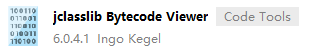 jclasslib Bytecode Viewer Code Tools
6.0.4.1 Ingo Kegel